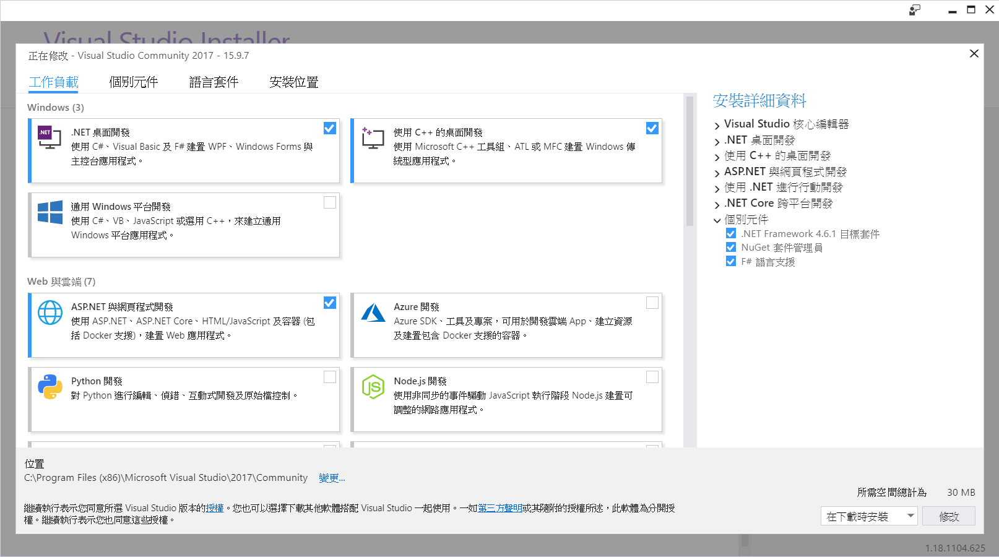 Visual Studio Installer
正在修改 - Visual Studio Community 2017 - 15.9.7
工作負載
個別元件
語言套件
安裝位置
Windows (3)
.NET
.NET 桌面開發
使用 C#、Visual Basic 及 F# 建置 WPF、Windows Forms 與
主控台應用程式。
使用 C++ 的桌面開發
使用 Microsoft C++ 工具組、ATL 或 MFC 建置 Windows 傳
統型應用程式。
通用 Windows 平台開發
使用 C#、VB、JavaScript 或選用 C++，來建立通用
Windows 平台應用程式。
Web 與雲端 (7)
ASP.NET 與網頁程式開發
使用 ASP.NET、ASP.NET Core、HTML/JavaScript 及容器 (包
括 Docker 支援)，建置 Web 應用程式。
Azure 開發
Azure SDK、工具及專案，可用於開發雲端 App、建立資源
及建置包含 Docker 支援的容器。
Python 開發
對 Python 進行編輯、偵錯、互動式開發及原始檔控制。
JS
Node.js 開發
使用非同步的事件驅動 JavaScript 執行階段 Node.js 建置可
調整的網路應用程式。
安裝詳細資料
Visual Studio 核心編輯器
.NET 桌面開發
使用 C++ 的桌面開發
ASP.NET 與網頁程式開發
使用 .NET 進行行動開發
.NET Core 跨平台開發
個別元件
.NET Framework 4.6.1 目標套件
NuGet 套件管理員
F# 語言支援
位置
C:\Program Files (x86)\Microsoft Visual Studio\2017\Community 變更...
所需空間總計為 30 MB
繼續執行表示您同意所選 Visual Studio 版本的授權。您也可以選擇下載其他軟體搭配 Visual Studio 一起使用。一如第三方聲明或其隨附的授權所述，此軟體為分開授
權。繼續執行表示您也同意這些授權。
在下載時安裝
修改
1.18.1104.625